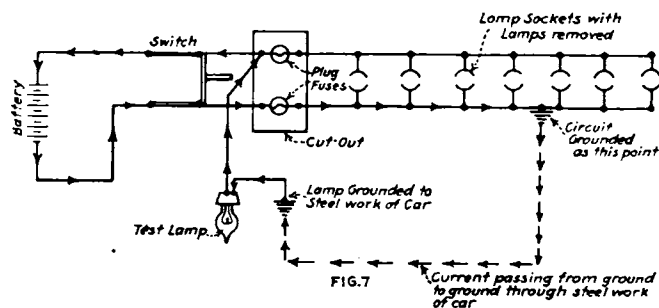 Lamp Sockets with
Lamps removed
Switch
Battery
Plug
Fuses
Cut-Out
Circuit
Grounded
as this point
Lamp Grounded to
Steel work of Car
Test Lamp
FIG.7
Current passing from ground
to ground through steel work
of car